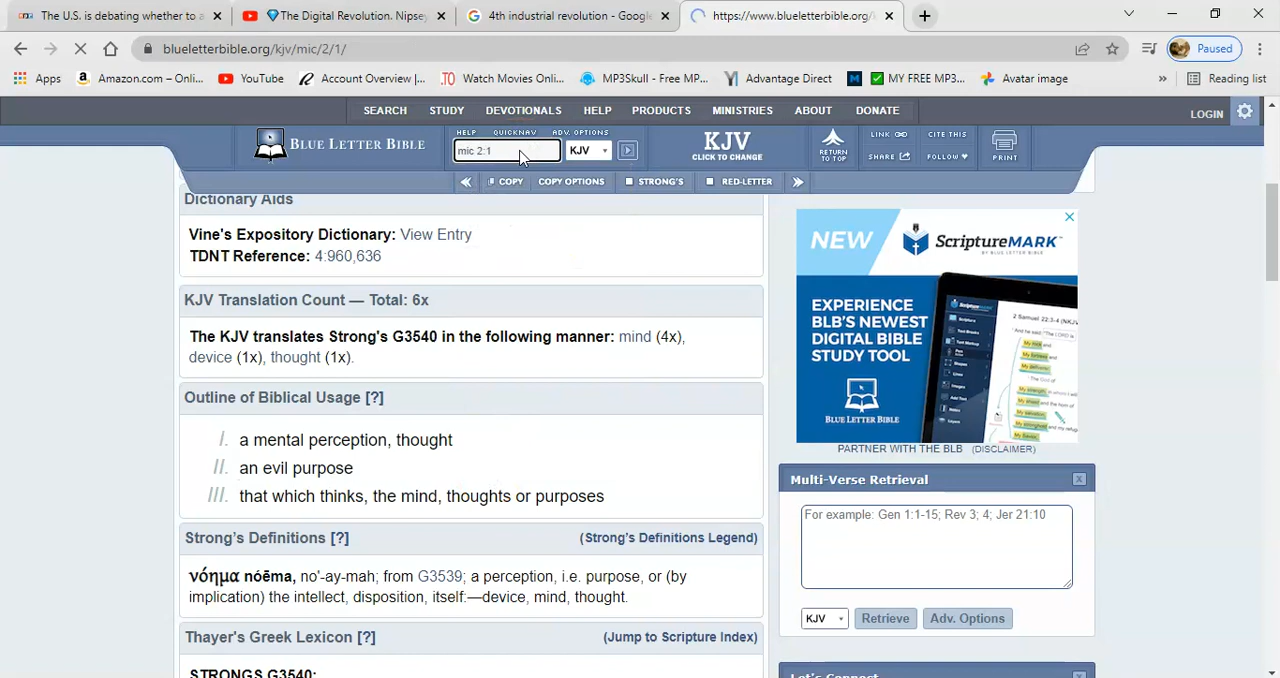 The U.S. is debating whether to a
The Digital Revolution. Nipsey
4th industrial revolution - Google
https://www.blueletterbible.org/k
blueletterbible.org/kjv/mic/2/1/
Paused
Apps
Amazon.com – Onli...
YouTube
Account Overview |...
Watch Movies Onli...
MP3Skull - Free MP...
Advantage Direct
MY FREE MP3...
Avatar image
»
Reading list
SEARCH STUDY DEVOTIONALS HELP PRODUCTS MINISTRIES ABOUT DONATE
LOGIN
HELP QUICKNAV ADV. OPTIONS
BLUE LETTER BIBLE
mic 2:1
KJV
KJV
CLICK TO CHANGE
RETURN TO TOP
LINK
CITE THIS
SHARE
FOLLOW
PRINT
COPY COPY OPTIONS STRONG'S RED-LETTER
Dictionary Aids
Vine's Expository Dictionary: View Entry
TDNT Reference: 4:960,636
KJV Translation Count — Total: 6x
The KJV translates Strong's G3540 in the following manner: mind (4x),
device (1x), thought (1x).
Outline of Biblical Usage [?]
I. a mental perception, thought
II. an evil purpose
III. that which thinks, the mind, thoughts or purposes
Strong's Definitions [?] (Strong's Definitions Legend)
νόημα nóēma, no'-ay-mah; from G3539; a perception, i.e. purpose, or (by
implication) the intellect, disposition, itself:—device, mind, thought.
Thayer's Greek Lexicon [?] (Jump to Scripture Index)
STRONGS G3540:
NEW
ScriptureMARK
BY BLUE LETTER BIBLE
EXPERIENCE
BLB'S NEWEST
DIGITAL BIBLE
STUDY TOOL
BLUE LETTER BIBLE
2 Samuel 22:3-4 (NKJV
PARTNER WITH THE BLB (DISCLAIMER)
Multi-Verse Retrieval
For example: Gen 1:1-15; Rev 3; 4; Jer 21:10
KJV
Retrieve
Adv. Options
Let's Connect